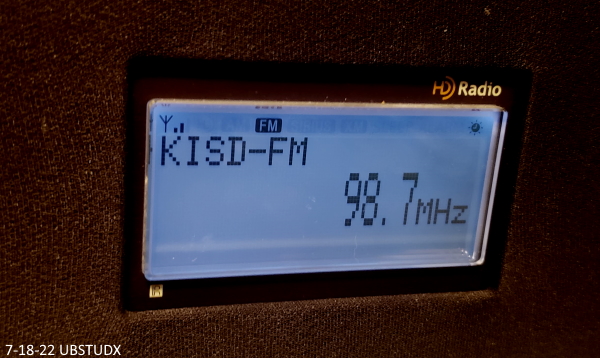 HD Radio
FM
KISD-FM
98.7MHz
7-18-22 UBSTUDX